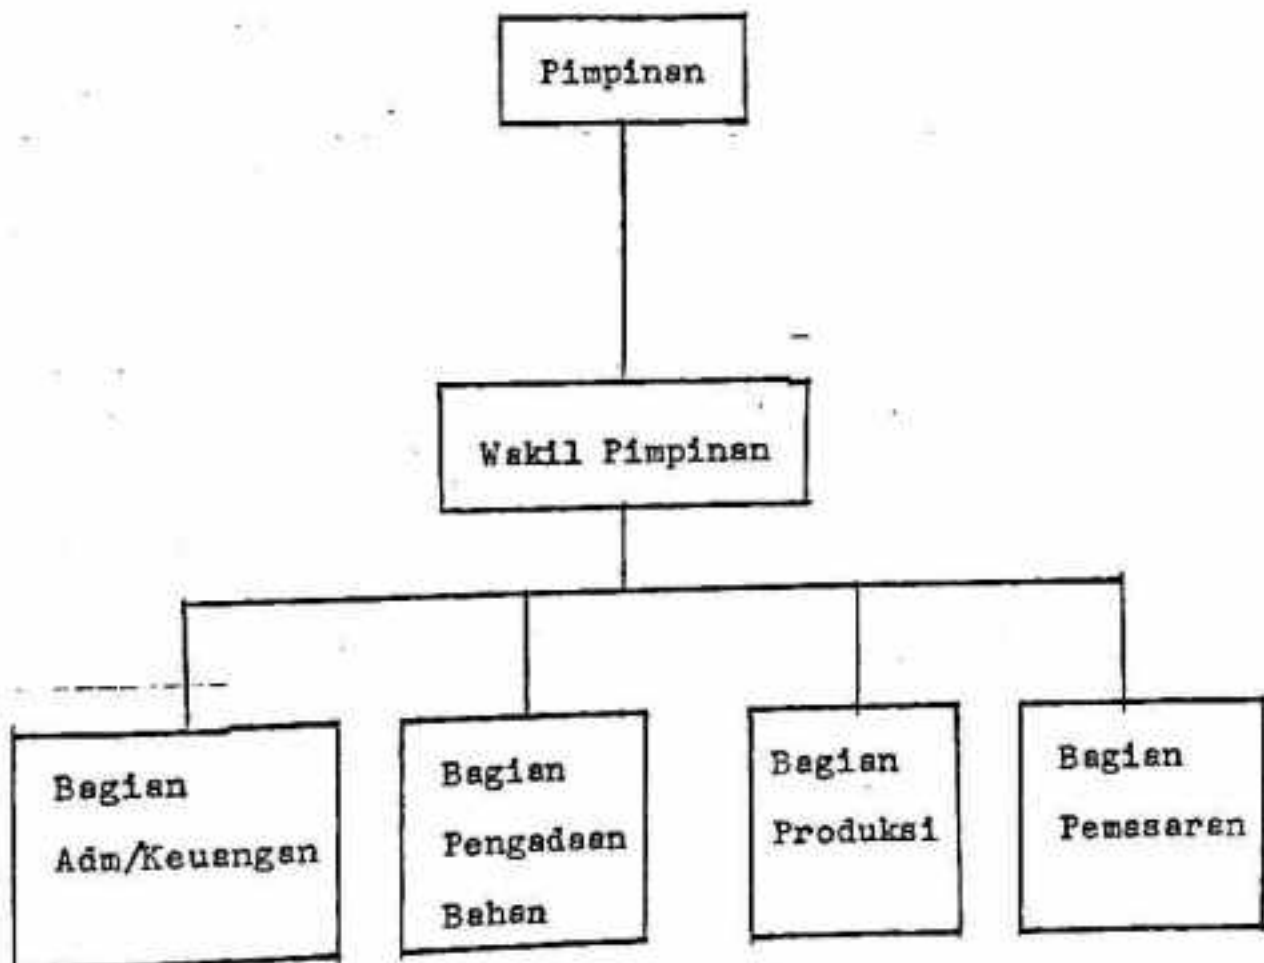 Pimpinan
Wakil Pimpinan
Bagian
Adm/Keuangan
Bagian
Pengadaan
Bahan
Bagian
Produksi
Bagian
Pemasaran